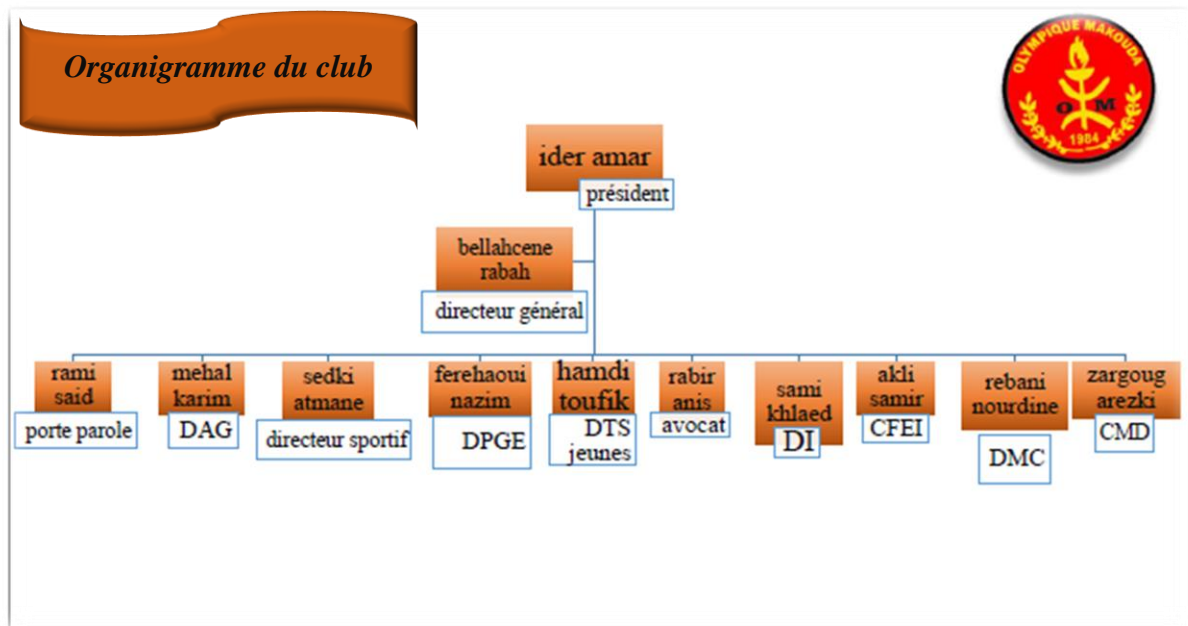 Organigramme du club
OLYMPIQUE MAKOUDA
O M
1984
ider amar
président
bellahcene
rabah
directeur général
rami
said
porte parole
mehal
karim
DAG
sedki
atmane
directeur sportif
ferehaoui
nazim
DPGE
hamdi
toufik
DTS
jeunes
rabir
anis
avocat
sami
khlaed
DI
akli
samir
CFEI
rebani
nourdine
DMC
zargoug
arezki
CMD